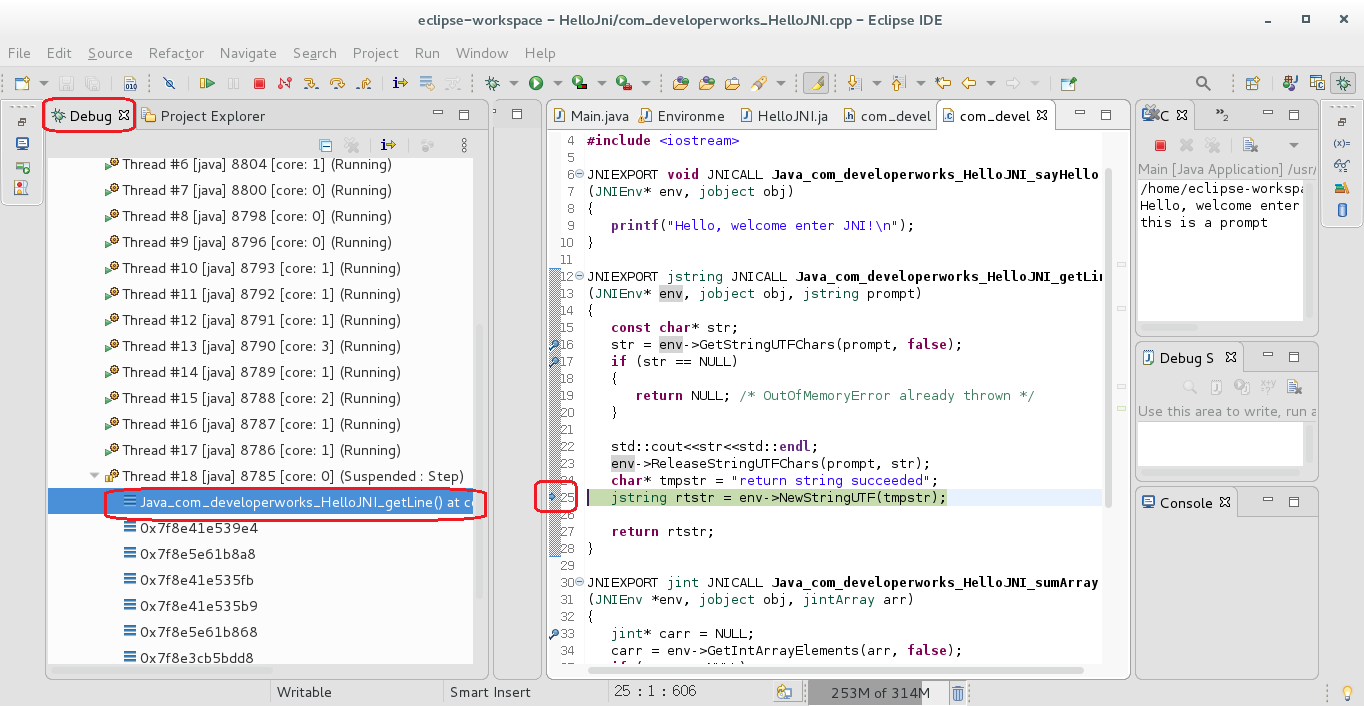 eclipse-workspace – HelloJni/com_developerworks_HelloJNI.cpp – Eclipse IDE
File Edit Source Refactor Navigate Search Project Run Window Help
Debug
Project Explorer
Thread #6 [java] 8804 [core: 1] (Running)
Thread #7 [java] 8800 [core: 0] (Running)
Thread #8 [java] 8798 [core: 0] (Running)
Thread #9 [java] 8796 [core: 0] (Running)
Thread #10 [java] 8793 [core: 1] (Running)
Thread #11 [java] 8792 [core: 1] (Running)
Thread #12 [java] 8791 [core: 1] (Running)
Thread #13 [java] 8790 [core: 3] (Running)
Thread #14 [java] 8789 [core: 1] (Running)
Thread #15 [java] 8788 [core: 2] (Running)
Thread #16 [java] 8787 [core: 1] (Running)
Thread #17 [java] 8786 [core: 1] (Running)
Thread #18 [java] 8785 [core: 0] (Suspended : Step)
Java_com_developerworks_HelloJNI_getLine() at co
0x7f8e41e539e4
0x7f8e5e61b8a8
0x7f8e41e535fb
0x7f8e41e535b9
0x7f8e5e61b868
0x7f8e3cb5bdd8
Main.java Environme HelloJNI.ja com_devel com_devel
4 #include <iostream>
5
6 JNIEXPORT void JNICALL Java_com_developerworks_HelloJNI_sayHello
7 (JNIEnv* env, jobject obj)
8 {
9 printf("Hello, welcome enter JNI!\n");
10 }
11
12 JNIEXPORT jstring JNICALL Java_com_developerworks_HelloJNI_getLin
13 (JNIEnv* env, jobject obj, jstring prompt)
14 {
15 const char* str;
16 str = env->GetStringUTFChars(prompt, false);
17 if (str == NULL)
18 {
19 return NULL; /* OutOfMemoryError already thrown */
20 }
21
22 std::cout<<str<<std::endl;
23 env->ReleaseStringUTFChars(prompt, str);
24 char* tmpstr = "return string succeeded";
25 jstring rtstr = env->NewStringUTF(tmpstr);
26
27 return rtstr;
28 }
29
30 JNIEXPORT jint JNICALL Java_com_developerworks_HelloJNI_sumArray
31 (JNIEnv *env, jobject obj, jintArray arr)
32 {
33 jint* carr = NULL;
34 carr = env->GetIntArrayElements(arr, false);
C
2
Main [Java Application] /usr/
/home/eclipse-workspa
Hello, welcome enter
this is a prompt
(x)=
Debug S
Use this area to write, run a
Console
Writable
Smart Insert
25 : 1 : 606
253M of 314M